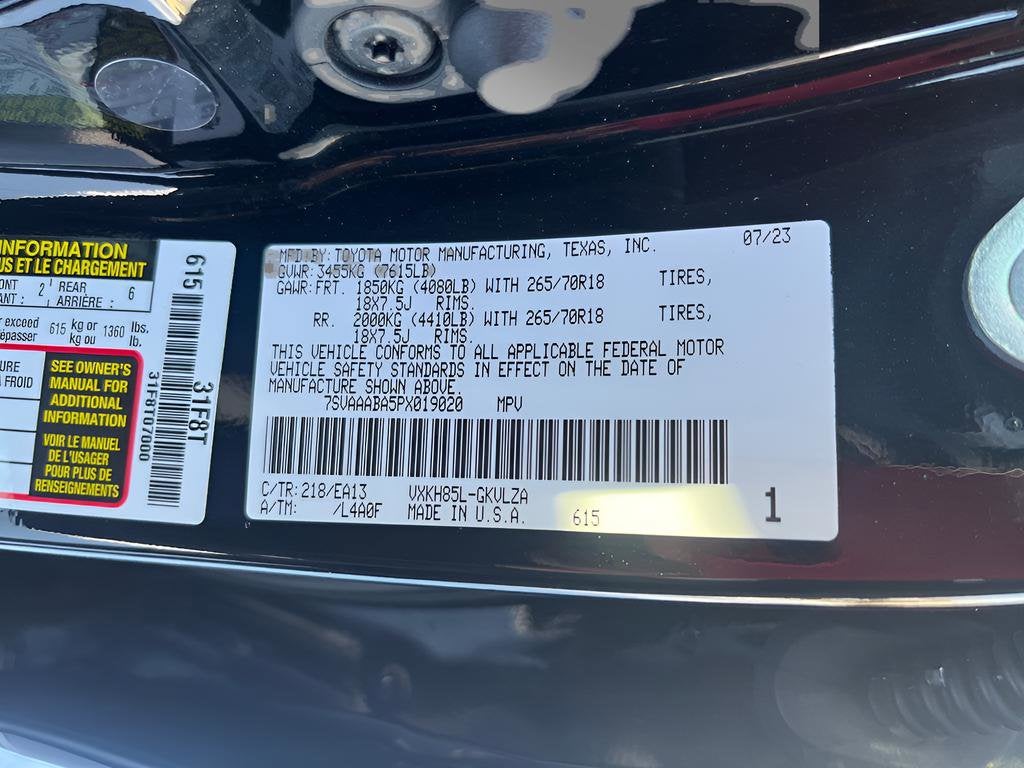 INFORMATION
US ET LE CHARGEMENT
ONT 2 REAR 6
ANT : ARRIÈRE :
r exceed 615 kg or 1360 lbs.
dépasser kg ou lb.
URE
A FROID
SEE OWNER'S
MANUAL FOR
ADDITIONAL
INFORMATION
VOIR LE MANUEL
DE L'USAGER
POUR PLUS DE
RENSEIGNEMENTS
615
31F8T
31F8T07000
MFD BY: TOYOTA MOTOR MANUFACTURING, TEXAS, INC. 07/23
GVWR: 3455KG (7615LB)
GAWR: FRT. 1850KG (4080LB) WITH 265/70R18 TIRES,
18X7.5J RIMS.
RR. 2000KG (4410LB) WITH 265/70R18 TIRES,
18X7.5J RIMS.
THIS VEHICLE CONFORMS TO ALL APPLICABLE FEDERAL MOTOR
VEHICLE SAFETY STANDARDS IN EFFECT ON THE DATE OF
MANUFACTURE SHOWN ABOVE.
7SVAAABA5PX019020 MPV
C/TR: 218/EA13 VXKH85L-GKVLZA
A/TM: /L4A0F MADE IN U.S.A. 615 1